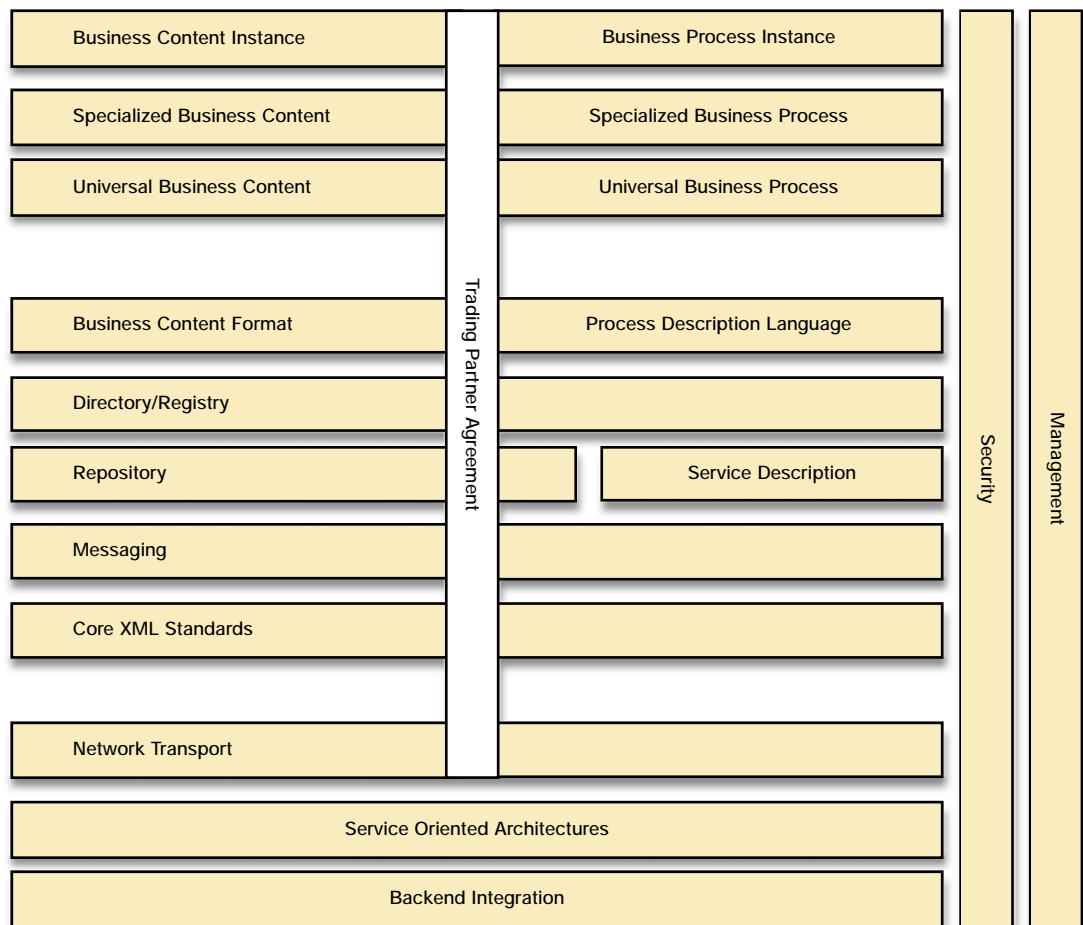 Business Content Instance
Business Process Instance
Specialized Business Content
Specialized Business Process
Universal Business Content
Universal Business Process
Business Content Format
Process Description Language
Directory/Registry
Repository
Service Description
Messaging
Core XML Standards
Network Transport
Service Oriented Architectures
Backend Integration
Trading Partner Agreement
Security
Management